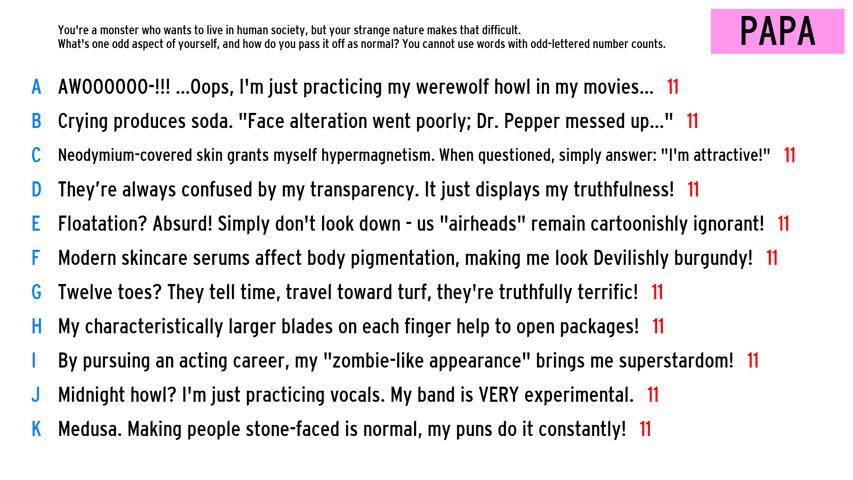 You're a monster who wants to live in human society, but your strange nature makes that difficult.
What's one odd aspect of yourself, and how do you pass it off as normal? You cannot use words with odd-lettered number counts.
PAPA
A AWOOOOOO-!!! ...Oops, I'm just practicing my werewolf howl in my movies... 11
B Crying produces soda. "Face alteration went poorly; Dr. Pepper messed up..." 11
C Neodymium-covered skin grants myself hypermagnetism. When questioned, simply answer: "I'm attractive!" 11
D They're always confused by my transparency. It just displays my truthfulness! 11
E Floatation? Absurd! Simply don't look down - us "airheads" remain cartoonishly ignorant! 11
F Modern skincare serums affect body pigmentation, making me look Devilishly burgundy! 11
G Twelve toes? They tell time, travel toward turf, they're truthfully terrific! 11
H My characteristically larger blades on each finger help to open packages! 11
I By pursuing an acting career, my "zombie-like appearance" brings me superstardom! 11
J Midnight howl? I'm just practicing vocals. My band is VERY experimental. 11
K Medusa. Making people stone-faced is normal, my puns do it constantly! 11